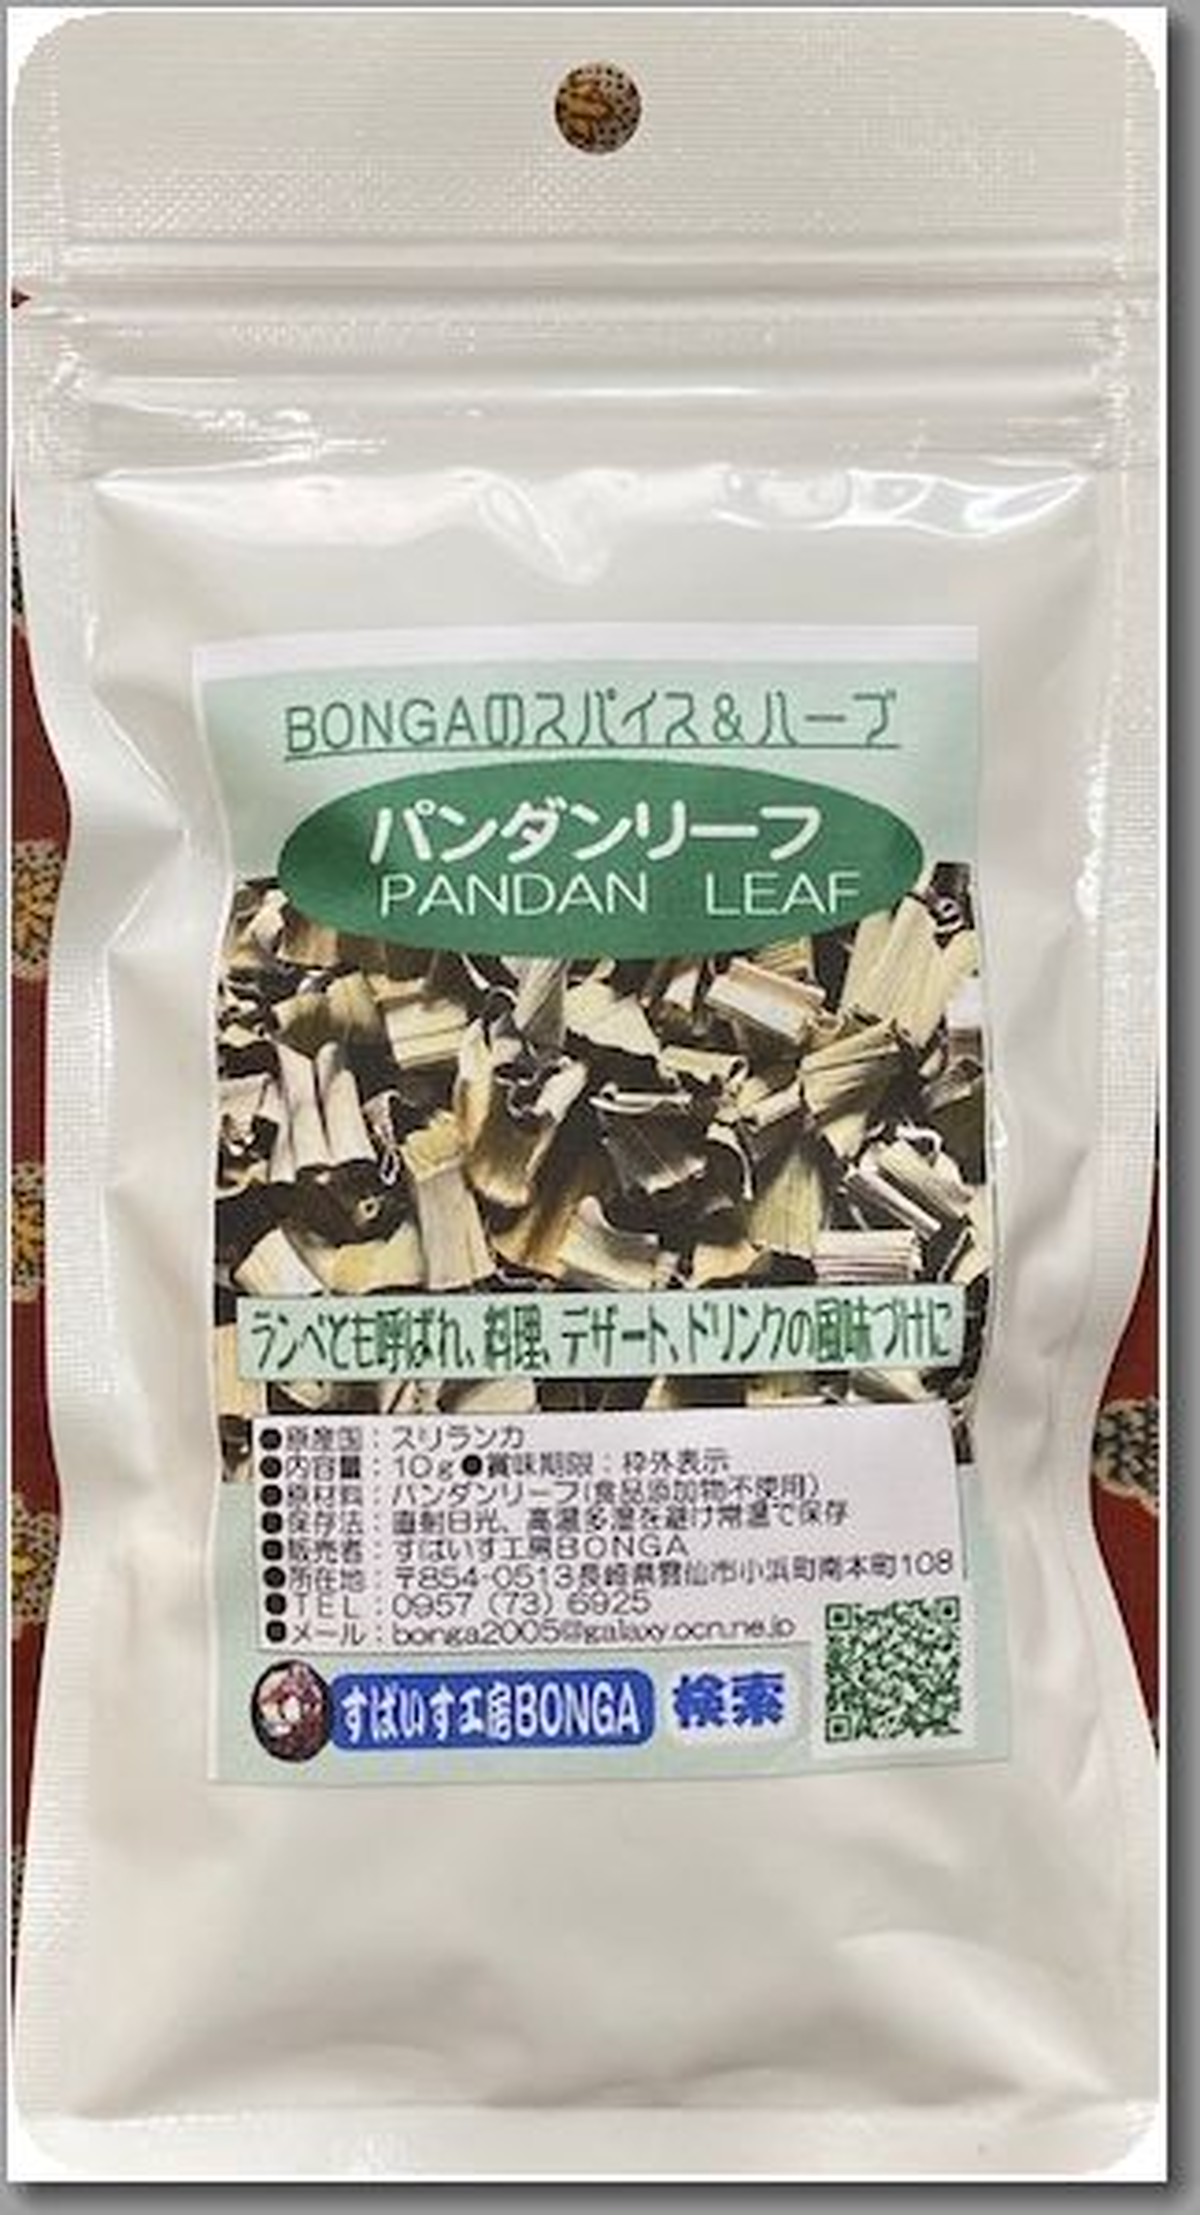 BONGAのスパイス&ハーブ
パンダンリーフ
PANDAN LEAF
ランペとも呼ばれ、料理、デザート、ドリンクの風味づけに
●原産国：スリランカ
●内容量：10g●賞味期限：枠外表示
●原材料：パンダンリーフ(食品添加物不使用)
●保存法：直射日光、高温多湿を避け常温で保存
●販売者：すぱいす工房BONGA
●所在地：〒854-0513長崎県雲仙市小浜町南本町108
●TEL：0957（73）6925
●メール：bonga2005@galaxy.ocn.ne.jp
すぱいす工房BONGA 検索